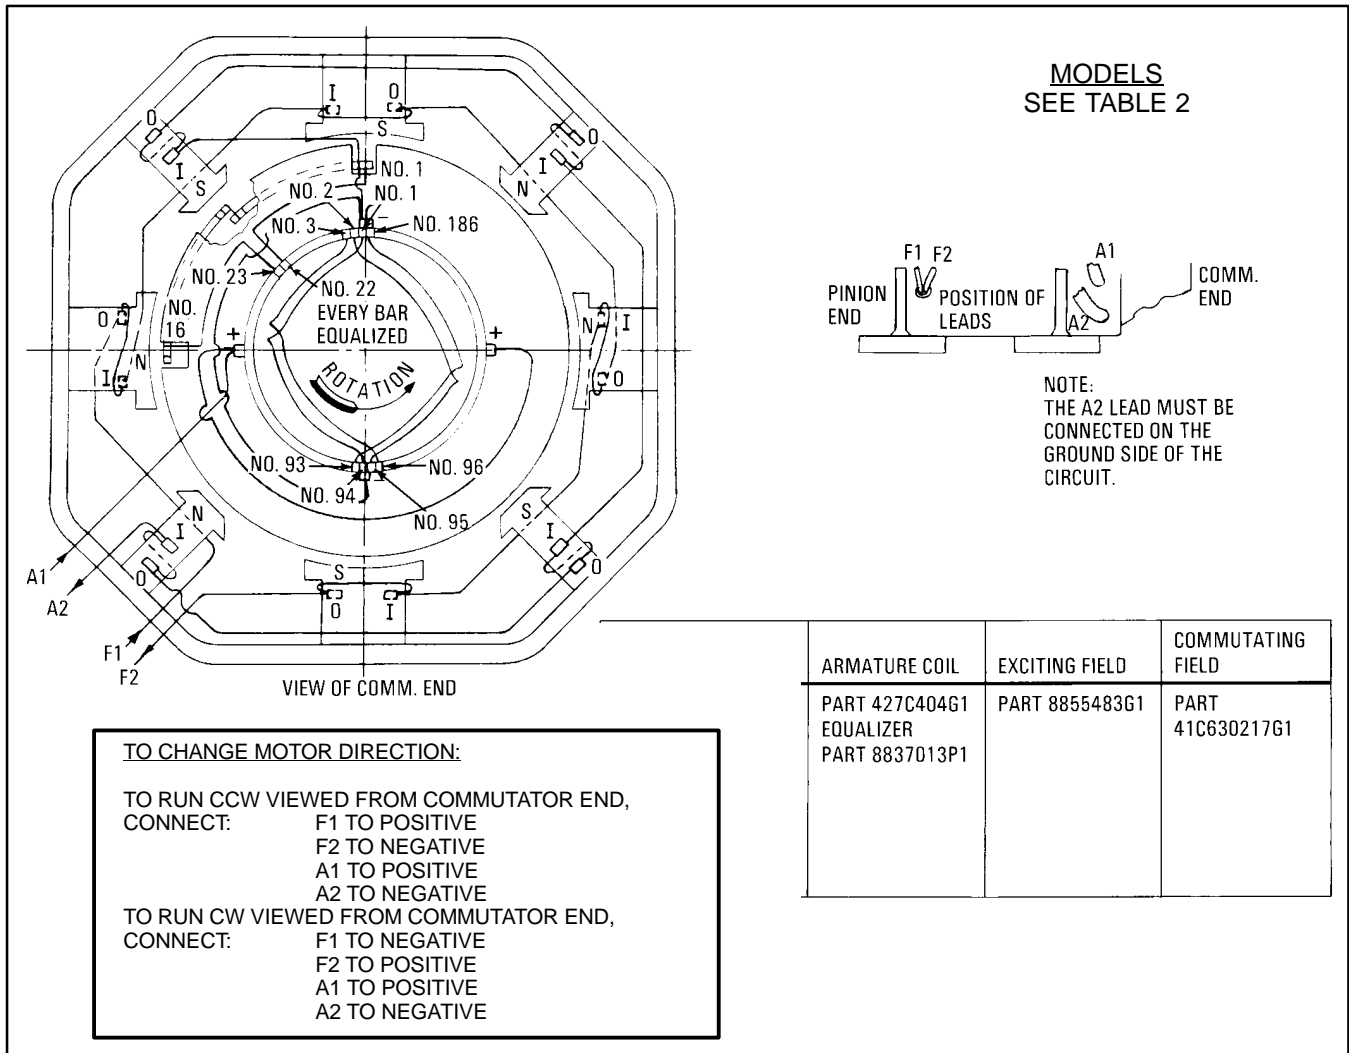 MODELS
SEE TABLE 2
I
O
S
O
I
S
O
I
N
NO. 1
NO. 2
NO. 1
NO. 3
NO. 186
NO. 23
NO. 22
EVERY BAR
EQUALIZED
NO.
16
O
N
I
+
–
+
N
I
O
ROTATION
NO. 93
NO. 96
NO. 94
NO. 95
–
N
I
O
S
I
O
S
O
I
A1
A2
F1
F2
VIEW OF COMM. END
F1 F2
A1
PINION
END
POSITION OF
LEADS
A2
COMM.
END
NOTE:
THE A2 LEAD MUST BE
CONNECTED ON THE
GROUND SIDE OF THE
CIRCUIT.
ARMATURE COIL
EXCITING FIELD
COMMUTATING
FIELD
PART 427C404G1
EQUALIZER
PART 8837013P1
PART 8855483G1
PART
41C630217G1
TO CHANGE MOTOR DIRECTION:
TO RUN CCW VIEWED FROM COMMUTATOR END,
CONNECT: F1 TO POSITIVE
F2 TO NEGATIVE
A1 TO POSITIVE
A2 TO NEGATIVE
TO RUN CW VIEWED FROM COMMUTATOR END,
CONNECT: F1 TO NEGATIVE
F2 TO POSITIVE
A1 TO POSITIVE
A2 TO NEGATIVE